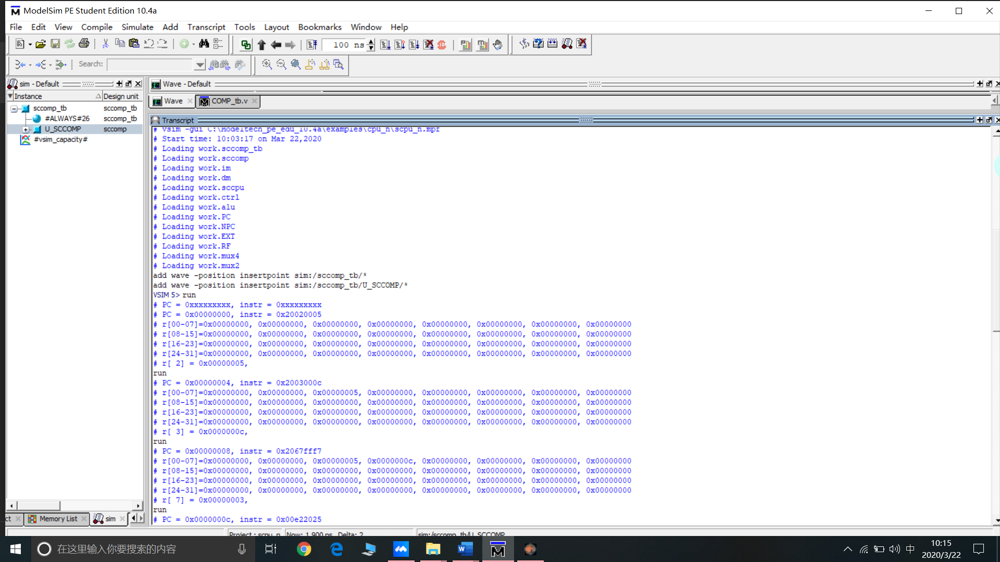 ModelSim PE Student Edition 10.4a
File Edit View Compile Simulate Add Transcript Tools Layout Bookmarks Window Help
100 ns
Search:
sim - Default
Wave - Default
Instance Design unit
Wave COMP_tb.v
sccomp_tb sccomp_tb
#ALWAYS#26 sccomp_tb
U_SCCOMP sccomp
#vsim_capacity#
Transcript
# vsim -gui C:\Modeltech_pe_edu_10.4a\examples\cpu_n\scpu_n.mpf
# Start time: 10:03:17 on Mar 22,2020
# Loading work.sccomp_tb
# Loading work.sccomp
# Loading work.im
# Loading work.dm
# Loading work.sccpu
# Loading work.ctrl
# Loading work.alu
# Loading work.PC
# Loading work.NPC
# Loading work.EXT
# Loading work.RF
# Loading work.mux4
# Loading work.mux2
add wave -position insertpoint sim:/sccomp_tb/*
add wave -position insertpoint sim:/sccomp_tb/U_SCCOMP/*
VSIM 5> run
# PC = 0xxxxxxxxx, instr = 0xxxxxxxxx
# PC = 0x00000000, instr = 0x20020005
# r[00-07]=0x00000000, 0x00000000, 0x00000000, 0x00000000, 0x00000000, 0x00000000, 0x00000000, 0x00000000
# r[08-15]=0x00000000, 0x00000000, 0x00000000, 0x00000000, 0x00000000, 0x00000000, 0x00000000, 0x00000000
# r[16-23]=0x00000000, 0x00000000, 0x00000000, 0x00000000, 0x00000000, 0x00000000, 0x00000000, 0x00000000
# r[24-31]=0x00000000, 0x00000000, 0x00000000, 0x00000000, 0x00000000, 0x00000000, 0x00000000, 0x00000000
# r[ 2] = 0x00000005,
run
# PC = 0x00000004, instr = 0x2003000c
# r[00-07]=0x00000000, 0x00000000, 0x00000005, 0x00000000, 0x00000000, 0x00000000, 0x00000000, 0x00000000
# r[08-15]=0x00000000, 0x00000000, 0x00000000, 0x00000000, 0x00000000, 0x00000000, 0x00000000, 0x00000000
# r[16-23]=0x00000000, 0x00000000, 0x00000000, 0x00000000, 0x00000000, 0x00000000, 0x00000000, 0x00000000
# r[24-31]=0x00000000, 0x00000000, 0x00000000, 0x00000000, 0x00000000, 0x00000000, 0x00000000, 0x00000000
# r[ 3] = 0x0000000c,
run
# PC = 0x00000008, instr = 0x2067fff7
# r[00-07]=0x00000000, 0x00000000, 0x00000005, 0x0000000c, 0x00000000, 0x00000000, 0x00000000, 0x00000000
# r[08-15]=0x00000000, 0x00000000, 0x00000000, 0x00000000, 0x00000000, 0x00000000, 0x00000000, 0x00000000
# r[16-23]=0x00000000, 0x00000000, 0x00000000, 0x00000000, 0x00000000, 0x00000000, 0x00000000, 0x00000000
# r[24-31]=0x00000000, 0x00000000, 0x00000000, 0x00000000, 0x00000000, 0x00000000, 0x00000000, 0x00000000
# r[ 7] = 0x00000003,
run
# PC = 0x0000000c, instr = 0x00e22025
ct Memory List sim
Project : scpu_n Now: 1,900 ns Delta: 2 sim:/sccomp_tb/U_SCCOMP
在这里输入你要搜索的内容
中
10:15
2020/3/22